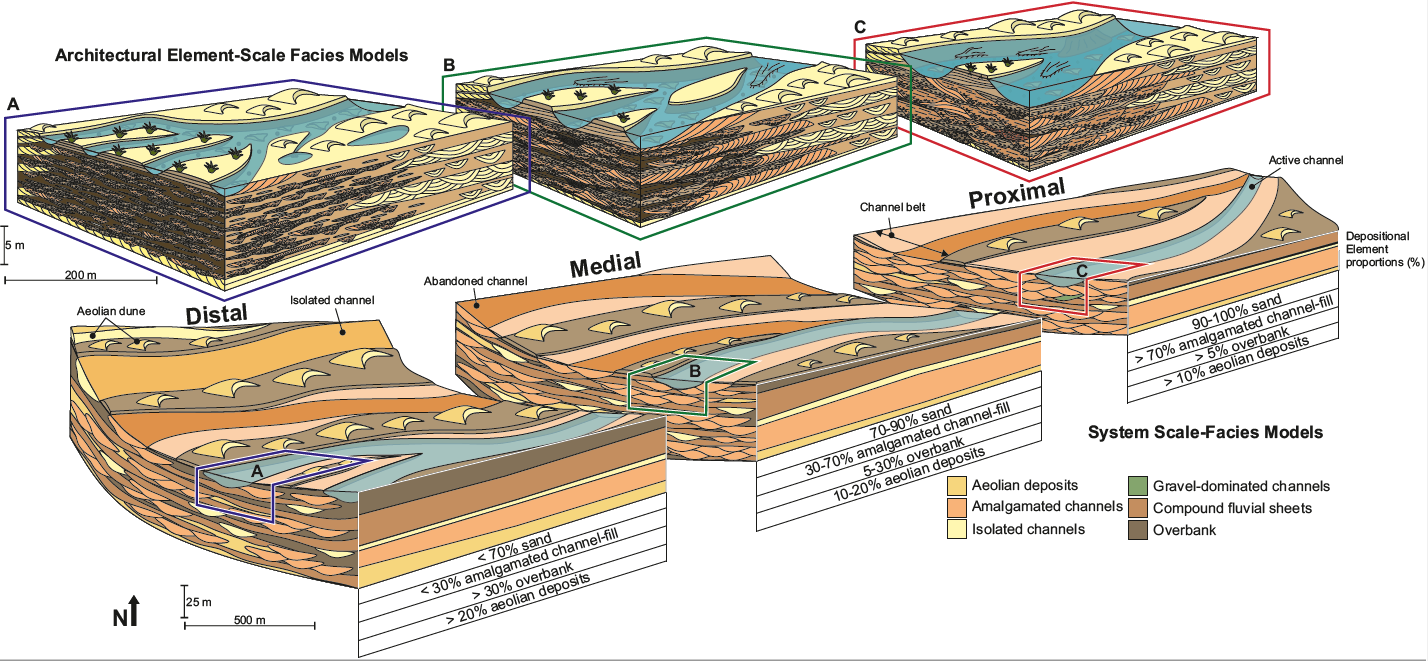 Architectural Element-Scale Facies Models
A
B
C
5 m
200 m
Proximal
Active channel
Channel belt
C
Depositional
Element
proportions (%)
90-100% sand
> 70% amalgamated channel-fill
> 5% overbank
> 10% aeolian deposits
Medial
Abandoned channel
B
70-90% sand
30-70% amalgamated channel-fill
5-30% overbank
10-20% aeolian deposits
Distal
Aeolian dune
Isolated channel
A
< 70% sand
< 30% amalgamated channel-fill
> 30% overbank
> 20% aeolian deposits
System Scale-Facies Models
Aeolian deposits
Amalgamated channels
Isolated channels
Gravel-dominated channels
Compound fluvial sheets
Overbank
N
25 m
500 m